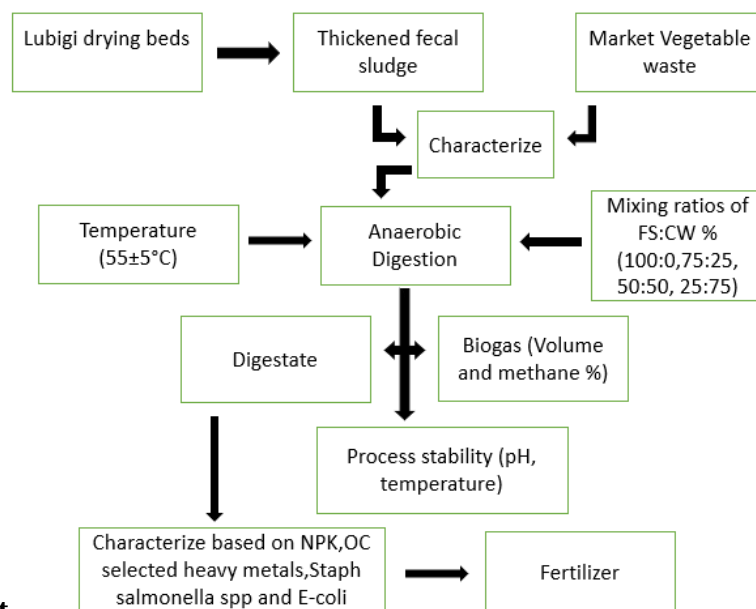 Lubigi drying beds
Thickened fecal
sludge
Market Vegetable
waste
Characterize
Temperature
(55±5°C)
Anaerobic
Digestion
Mixing ratios of
FS:CW %
(100:0,75:25,
50:50, 25:75)
Digestate
Biogas (Volume
and methane %)
Process stability (pH,
temperature)
Characterize based on NPK,OC
selected heavy metals,Staph
salmonella spp and E-coli
Fertilizer